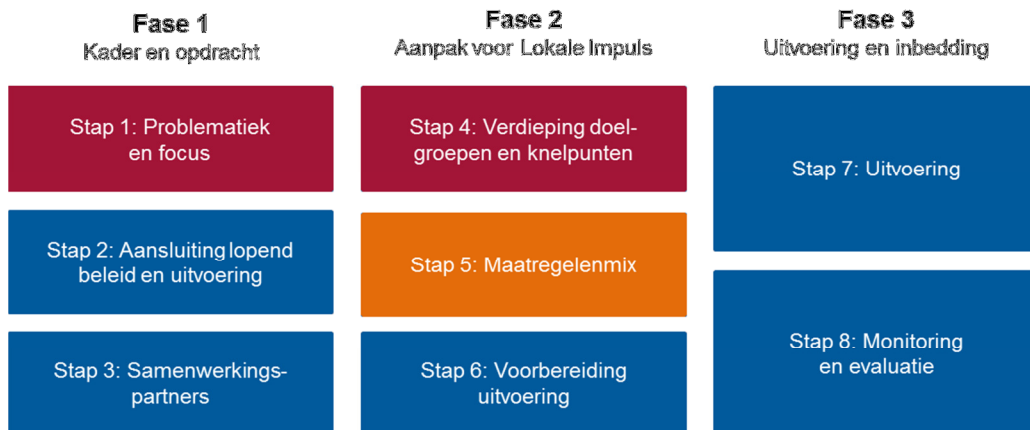 Fase 1
Kader en opdracht
Stap 1: Problematiek
en focus
Stap 2: Aansluiting lopend
beleid en uitvoering
Stap 3: Samenwerkings-
partners
Fase 2
Aanpak voor Lokale Impuls
Stap 4: Verdieping doel-
groepen en knelpunten
Stap 5: Maatregelenmix
Stap 6: Voorbereiding
uitvoering
Fase 3
Uitvoering en inbedding
Stap 7: Uitvoering
Stap 8: Monitoring
en evaluatie